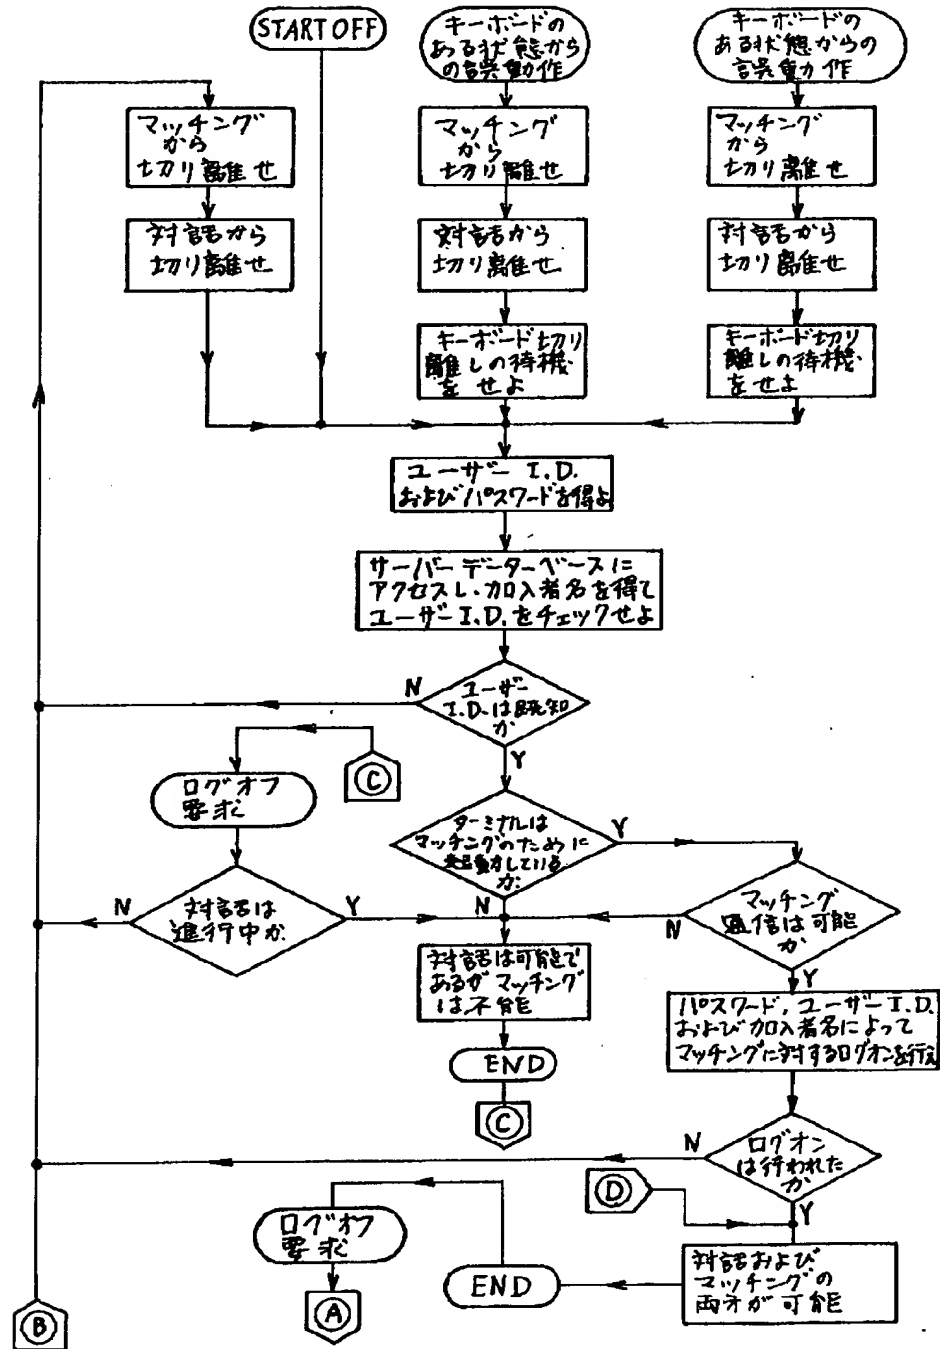 START OFF
キーボードの
ある状態から
の誤動作
キーボードの
ある状態からの
誤動作
マッチング
から
切り離せ
マッチング
から
切り離せ
マッチング
から
切り離せ
対話から
切り離せ
対話から
切り離せ
対話から
切り離せ
キーボード切り
離しの待機
をせよ
キーボード切り
離しの待機
をせよ
ユーザー I.D.
およびパスワードを得よ
サーバーデーターベースに
アクセスし、加入者名を得て
ユーザーI.D.をチェックせよ
N
ユーザー
I.D.は既知
か
Y
C
ログオフ
要求
ターミナルは
マッチングのために
起動している
か
Y
N
N
対話は
進行中か
Y
マッチング
通信は可能
か
N
Y
対話は可能で
あるがマッチング
は不能
パスワード、ユーザーI.D.
および加入者名によって
マッチングに対するログオンを行え
END
C
N
ログオン
は行われた
か
Y
D
ログオフ
要求
対話および
マッチングの
両方が可能
END
A
B